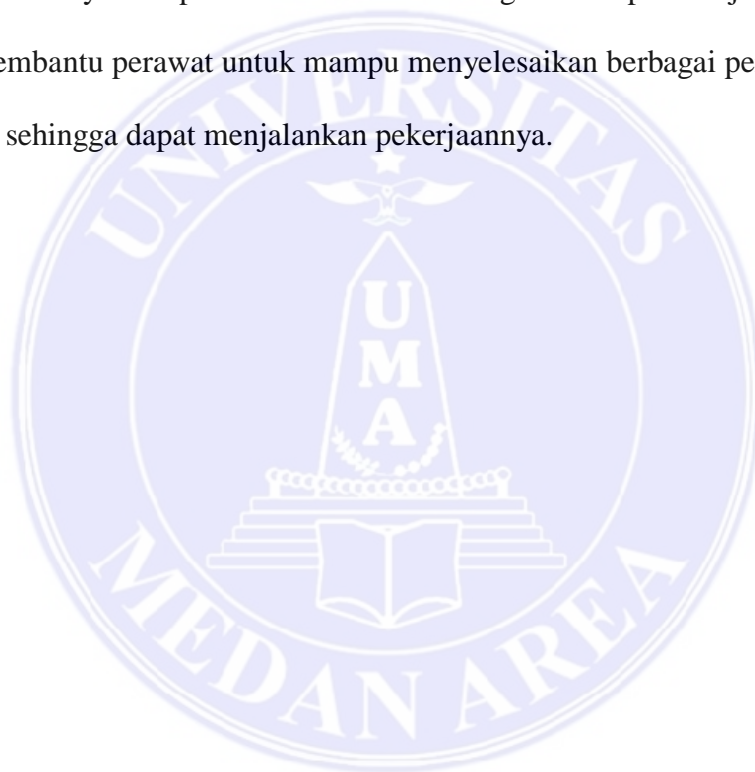 embantu perawat untuk mampu menyelesaikan berbagai pe
sehingga dapat menjalankan pekerjaannya.
UNIVERSITAS
U
M
A
MEDAN AREA